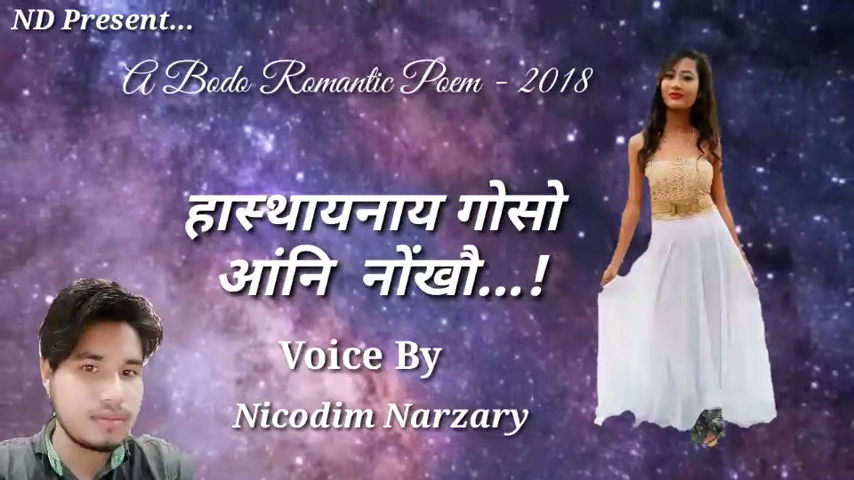 ND Present...
A Bodo Romantic Poem - 2018
हास्थायनाय गोसो
आंनि नोंखौ...!
Voice By
Nicodim Narzary